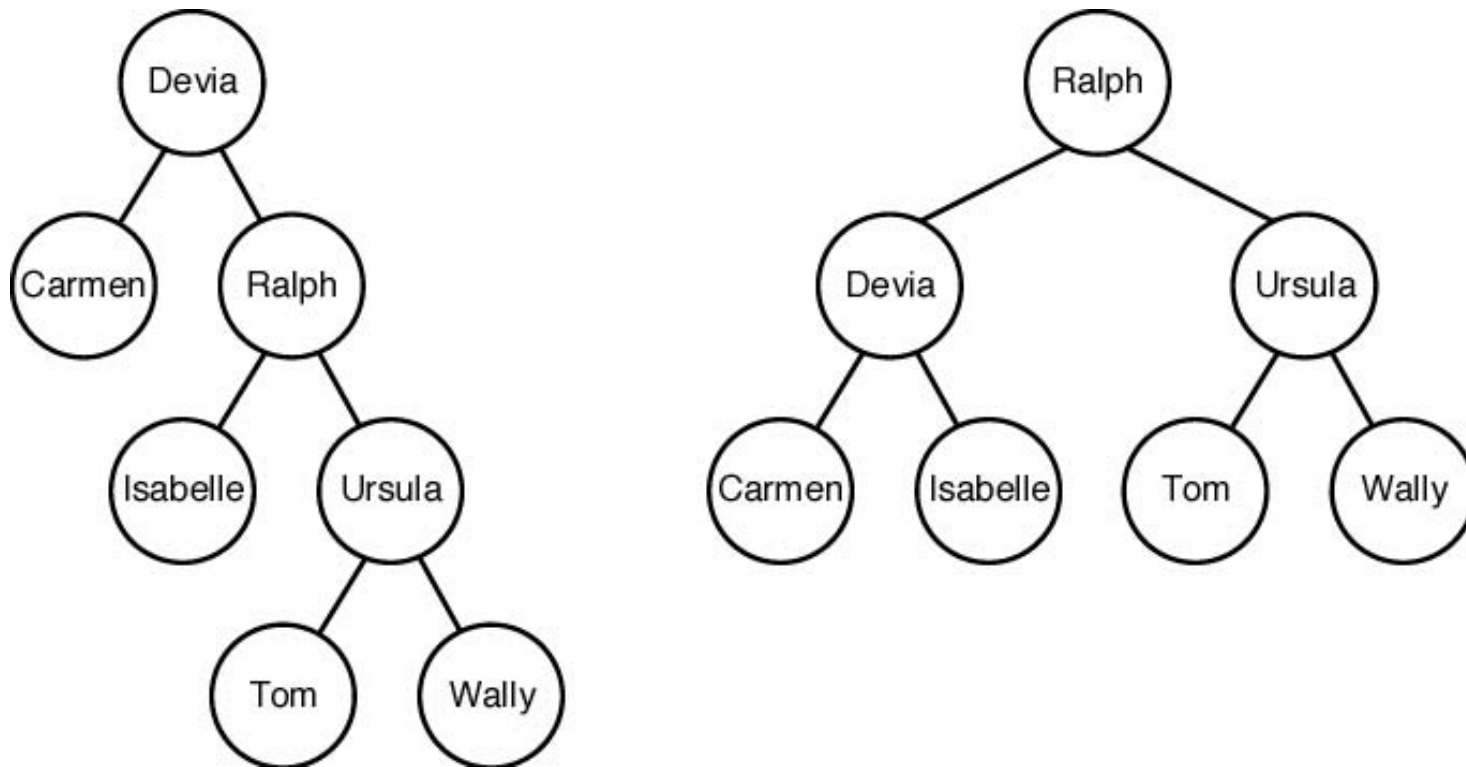 Devia
Ralph
Carmen
Ralph
Devia
Ursula
Isabelle
Ursula
Carmen
Isabelle
Tom
Wally
Tom
Wally